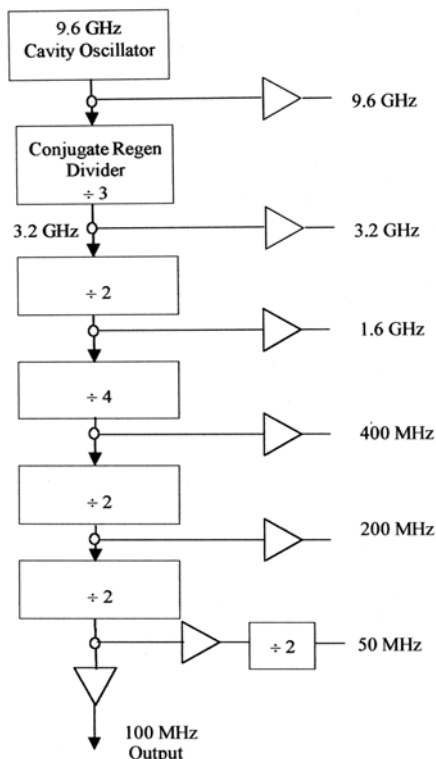 9.6 GHz
Cavity Oscillator
9.6 GHz
Conjugate Regen
Divider
÷ 3
3.2 GHz
3.2 GHz
÷ 2
1.6 GHz
÷ 4
400 MHz
÷ 2
200 MHz
÷ 2
÷ 2
50 MHz
100 MHz
Output